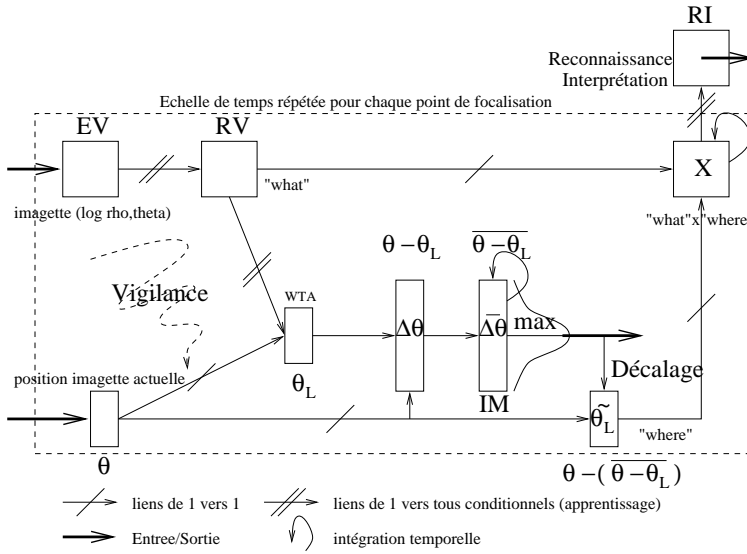 RI
Reconnaissance
Interprétation
Echelle de temps répétée pour chaque point de focalisation
EV
RV
X
"what"
imagette (log rho,theta)
"what"x"where
θ − θL
θ − θL
Vigilance
WTA
Δθ
Δθ
max
position imagette actuelle
θL
IM
Décalage
θ̃L
"where"
θ
θ − ( θ − θL )
liens de 1 vers 1
liens de 1 vers tous conditionnels (apprentissage)
Entree/Sortie
intégration temporelle